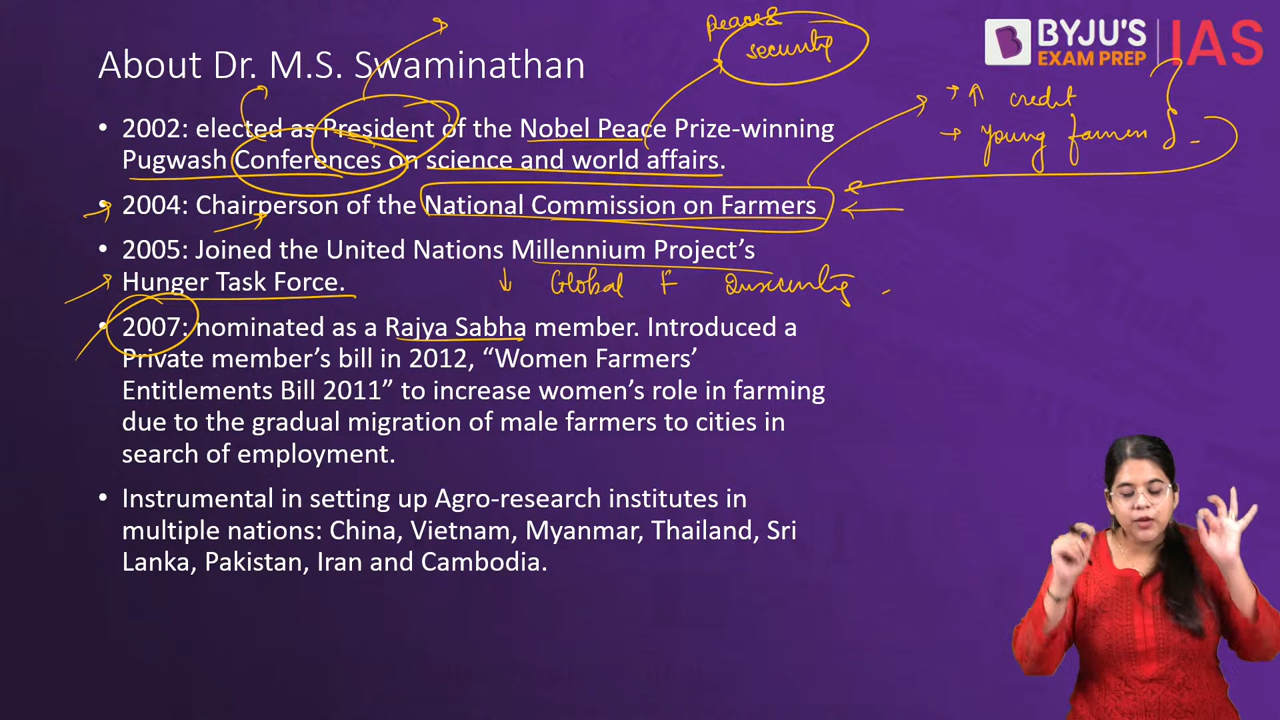 About Dr. M.S. Swaminathan
peace &
security
BYJU'S
EXAM PREP
IAS
→ ↑ credit
→ young farmers
• 2002: elected as President of the Nobel Peace Prize-winning
Pugwash Conferences on science and world affairs.
• 2004: Chairperson of the National Commission on Farmers
• 2005: Joined the United Nations Millennium Project's
Hunger Task Force.
↓ Global F Insecurity
• 2007: nominated as a Rajya Sabha member. Introduced a
Private member's bill in 2012, “Women Farmers’
Entitlements Bill 2011” to increase women's role in farming
due to the gradual migration of male farmers to cities in
search of employment.
• Instrumental in setting up Agro-research institutes in
multiple nations: China, Vietnam, Myanmar, Thailand, Sri
Lanka, Pakistan, Iran and Cambodia.